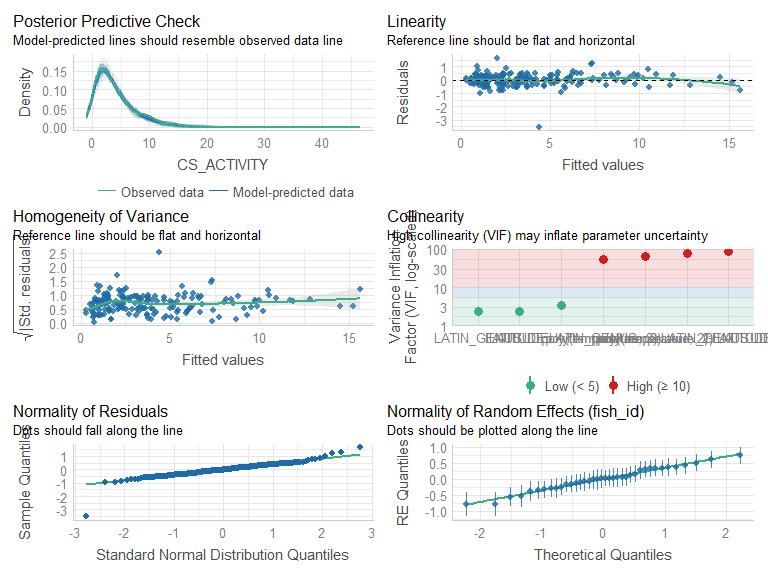 Posterior Predictive Check
Model-predicted lines should resemble observed data line
Density
0.15
0.10
0.05
0.00
0
10
20
30
40
CS_ACTIVITY
Observed data
Model-predicted data
Linearity
Reference line should be flat and horizontal
Residuals
1
0
-1
-2
-3
0
5
10
15
Fitted values
Homogeneity of Variance
Reference line should be flat and horizontal
√|Std. residuals|
2.5
2.0
1.5
1.0
0.5
0.0
0
5
10
15
Fitted values
Collinearity
High collinearity (VIF) may inflate parameter uncertainty
Variance Inflation
Factor (VIF, log-scaled)
100
30
10
3
1
Low (< 5)
High (≥ 10)
Normality of Residuals
Dots should fall along the line
Sample Quantiles
1
0
-1
-2
-3
-3
-2
-1
0
1
2
3
Standard Normal Distribution Quantiles
Normality of Random Effects (fish_id)
Dots should be plotted along the line
RE Quantiles
1.0
0.5
0.0
-0.5
-1.0
-2
-1
0
1
2
Theoretical Quantiles